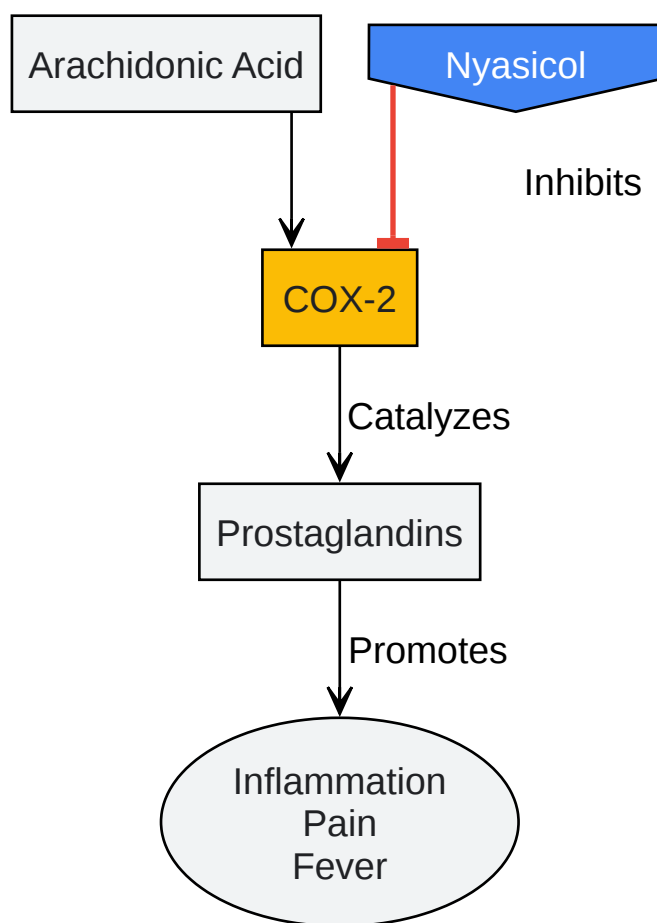 Arachidonic Acid
Nyasicol
Inhibits
COX-2
Catalyzes
Prostaglandins
Promotes
Inflammation
Pain
Fever